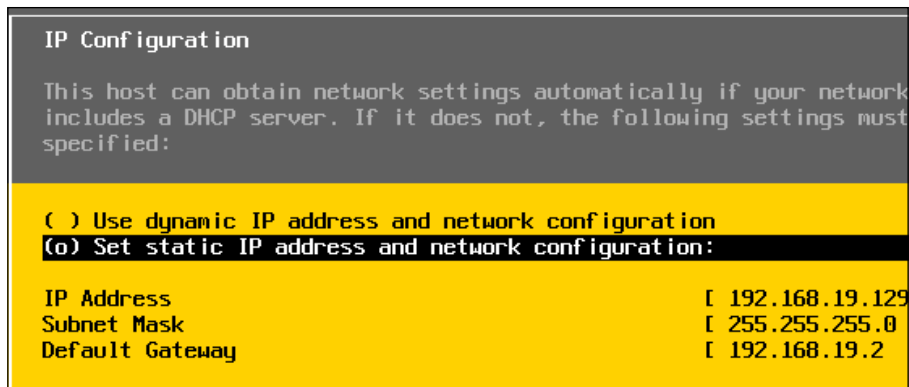 IP Configuration
This host can obtain network settings automatically if your network
includes a DHCP server. If it does not, the following settings must
specified:
( ) Use dynamic IP address and network configuration
(o) Set static IP address and network configuration:
IP Address [ 192.168.19.129
Subnet Mask [ 255.255.255.0
Default Gateway [ 192.168.19.2